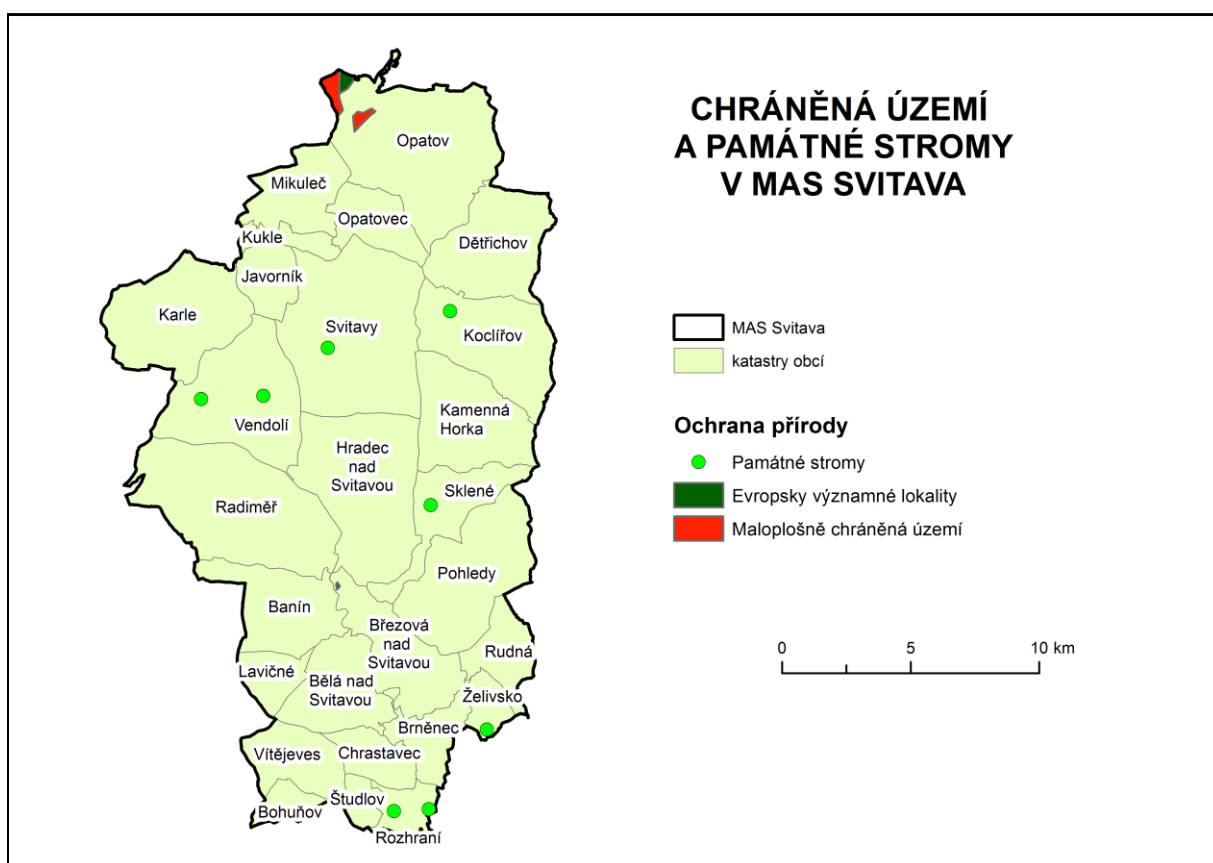 CHRÁNĚNÁ ÚZEMÍ
A PAMÁTNÉ STROMY
V MAS SVITAVA
Opatov
Mikuleč
Opatovec
Kukle
Dětřichov
Javorník
Karle
Svitavy
Koclířov
Vendolí
Kamenná
Horka
Hradec
nad
Svitavou
Radiměř
Sklené
Pohledy
Banín
Březová
nad
Svitavou
Rudná
Lavičné
Bělá nad
Svitavou
Želivsko
Brněnec
Vítějeves
Chrastavec
Študlov
Bohuňov
Rozhraní
MAS Svitava
katastry obcí
Ochrana přírody
Památné stromy
Evropsky významné lokality
Maloplošně chráněná území
0 5 10 km